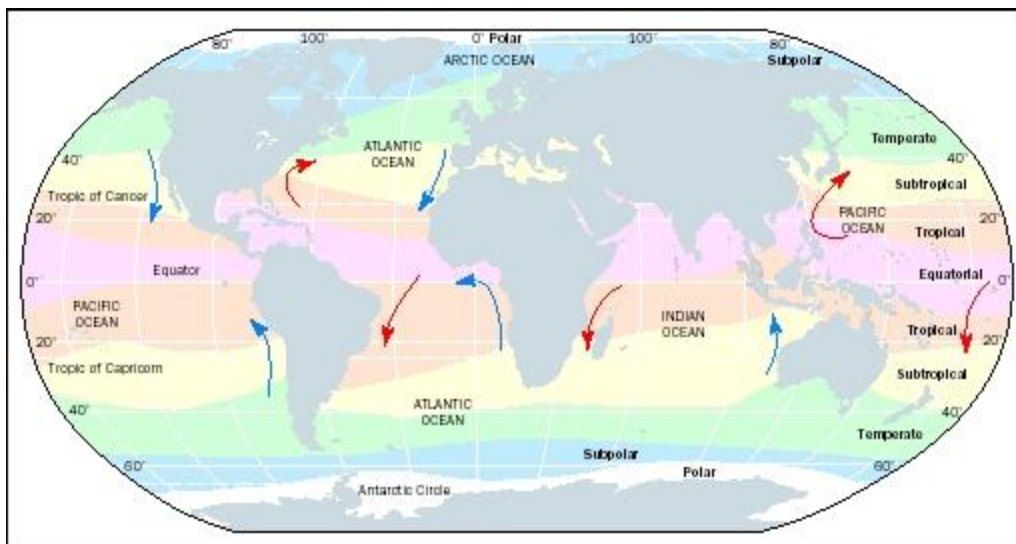 80° 100° 0° Polar 100° 80°
ARCTIC OCEAN Subpolar
ATLANTIC
OCEAN
Temperate
40° 40°
Tropic of Cancer Subtropical
20° PACIFIC
OCEAN 20°
Tropical
Equator Equatorial
0° 0°
PACIFIC
OCEAN
INDIAN
OCEAN
Tropical
20° 20°
Tropic of Capricorn Subtropical
40° ATLANTIC
OCEAN 40°
Temperate
Subpolar
60° Polar 60°
Antarctic Circle